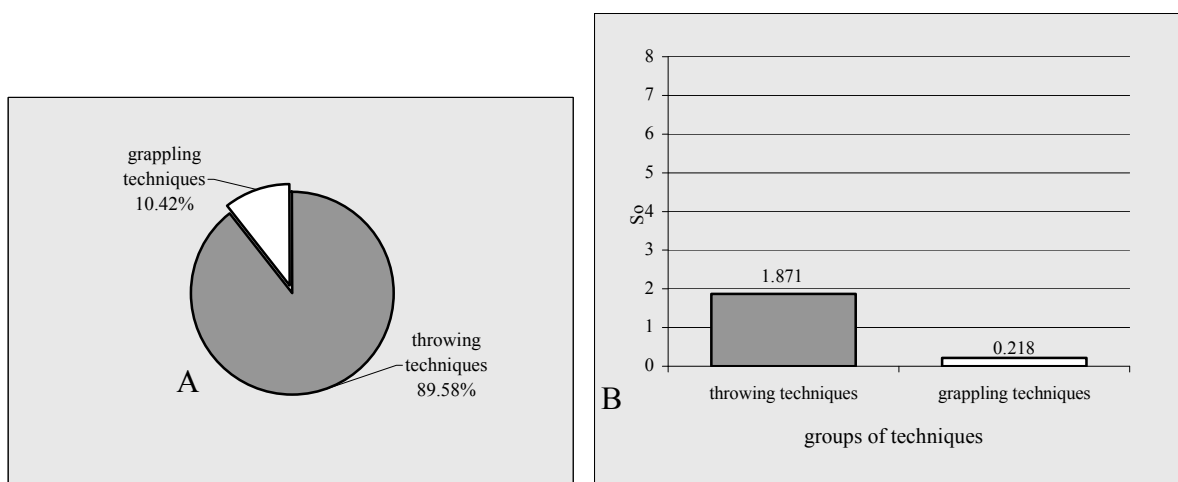 grappling
techniques
10.42%
throwing
techniques
89.58%
A
8
7
6
5
4
3
2
1
0
So
1.871
0.218
throwing techniques
grappling techniques
groups of techniques
B